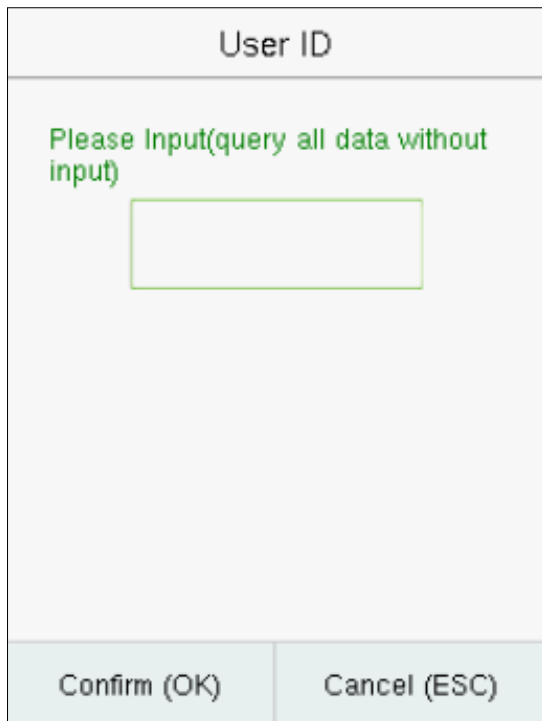 User ID
Please Input(query all data without
input)
Confirm (OK)
Cancel (ESC)